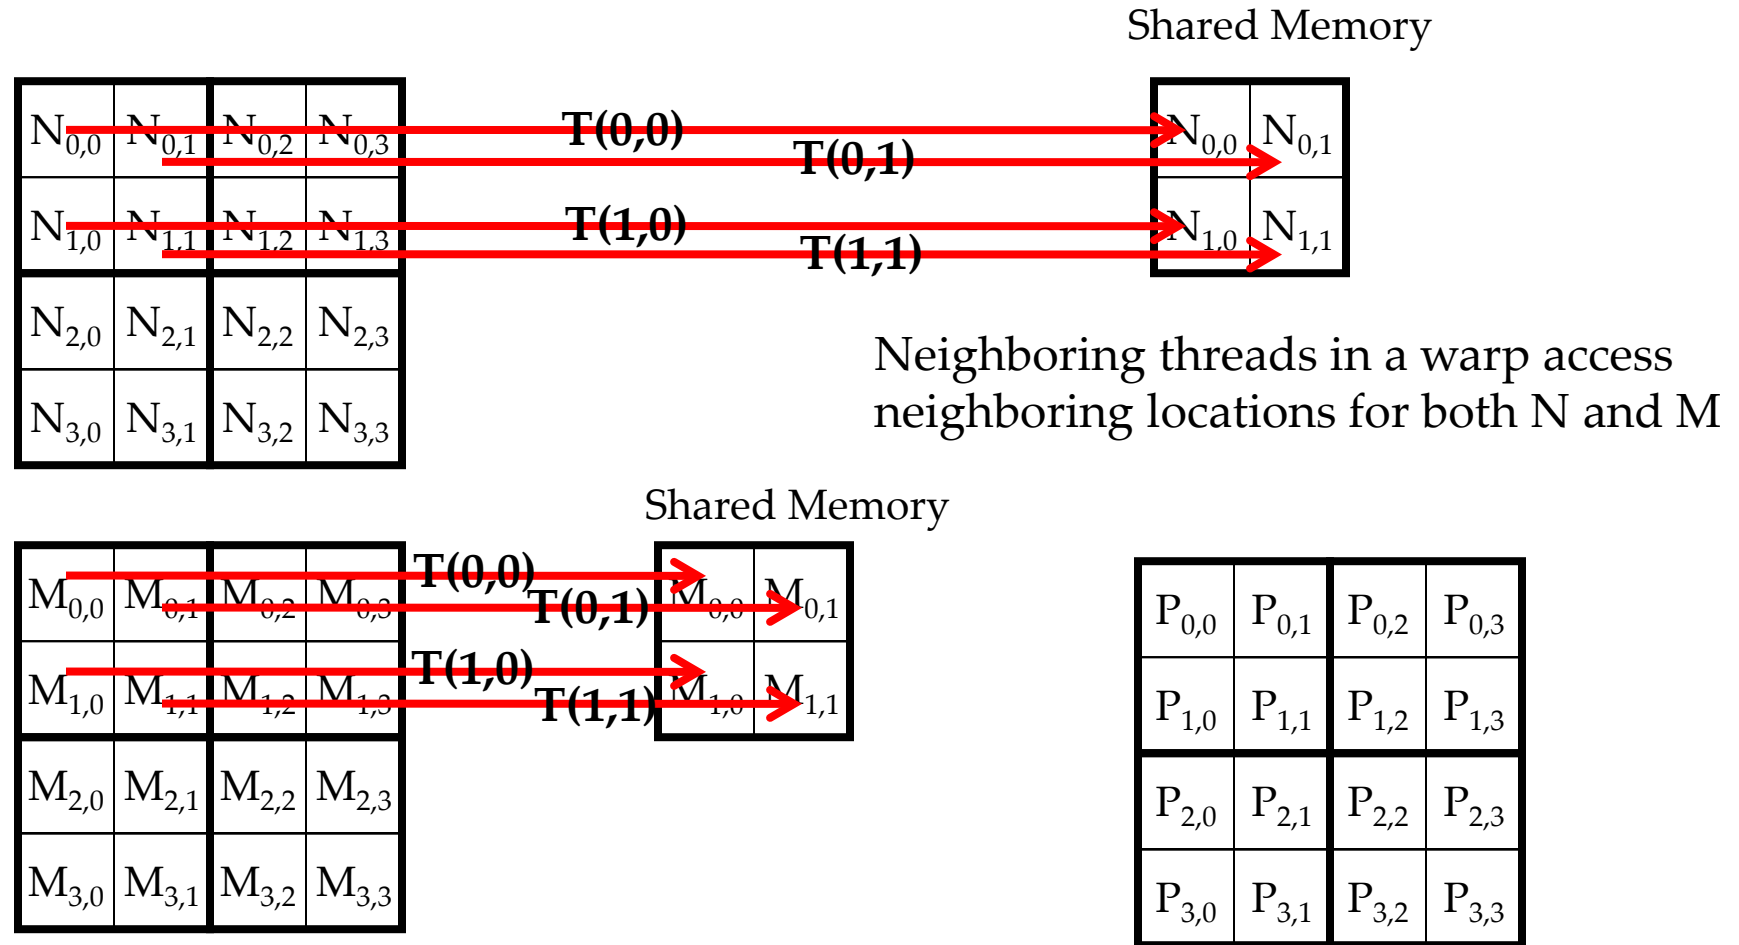 Shared Memory
N0,0 N0,1 N0,2 N0,3 T(0,0) N0,0 N0,1
T(0,1)
N1,0 N1,1 N1,2 N1,3 T(1,0) N1,0 N1,1
T(1,1)
N2,0 N2,1 N2,2 N2,3
N3,0 N3,1 N3,2 N3,3
Neighboring threads in a warp access
neighboring locations for both N and M
Shared Memory
M0,0 M0,1 M0,2 M0,3 T(0,0) M0,0 M0,1
T(0,1)
M1,0 M1,1 M1,2 M1,3 T(1,0) M1,0 M1,1
T(1,1)
M2,0 M2,1 M2,2 M2,3
M3,0 M3,1 M3,2 M3,3
P0,0 P0,1 P0,2 P0,3
P1,0 P1,1 P1,2 P1,3
P2,0 P2,1 P2,2 P2,3
P3,0 P3,1 P3,2 P3,3